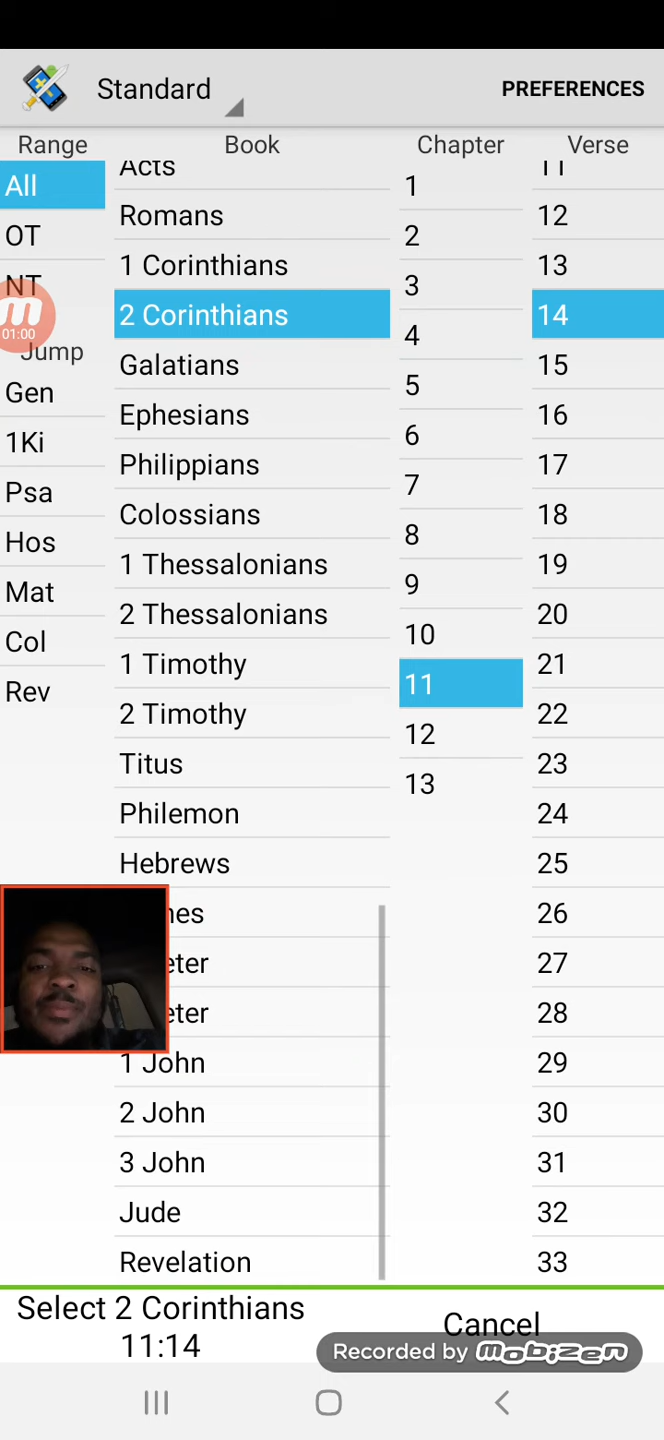 Standard
PREFERENCES
Range
Book
Chapter
Verse
All
OT
NT
01:00
Jump
Gen
1Ki
Psa
Hos
Mat
Col
Rev
Acts
Romans
1 Corinthians
2 Corinthians
Galatians
Ephesians
Philippians
Colossians
1 Thessalonians
2 Thessalonians
1 Timothy
2 Timothy
Titus
Philemon
Hebrews
1 John
2 John
3 John
Jude
Revelation
1
2
3
4
5
6
7
8
9
10
11
12
13
11
12
13
14
15
16
17
18
19
20
21
22
23
24
25
26
27
28
29
30
31
32
33
Select 2 Corinthians
11:14
Cancel
Recorded by mobizen